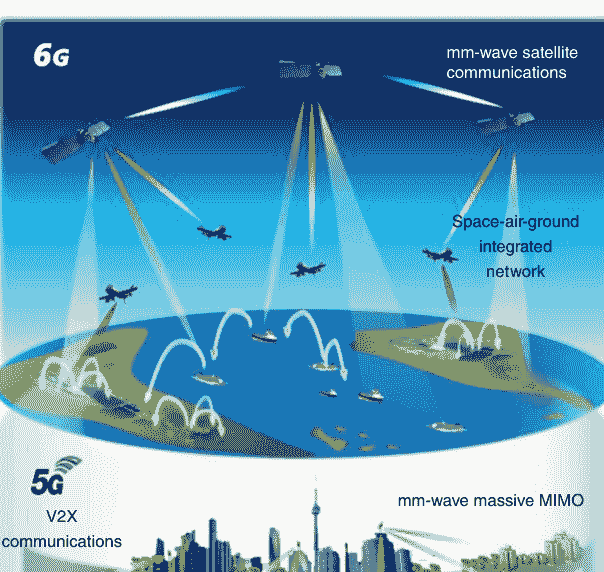 6G
mm-wave satellite
communications
Space-air-ground
integrated
network
5G
V2X
communications
mm-wave massive MIMO